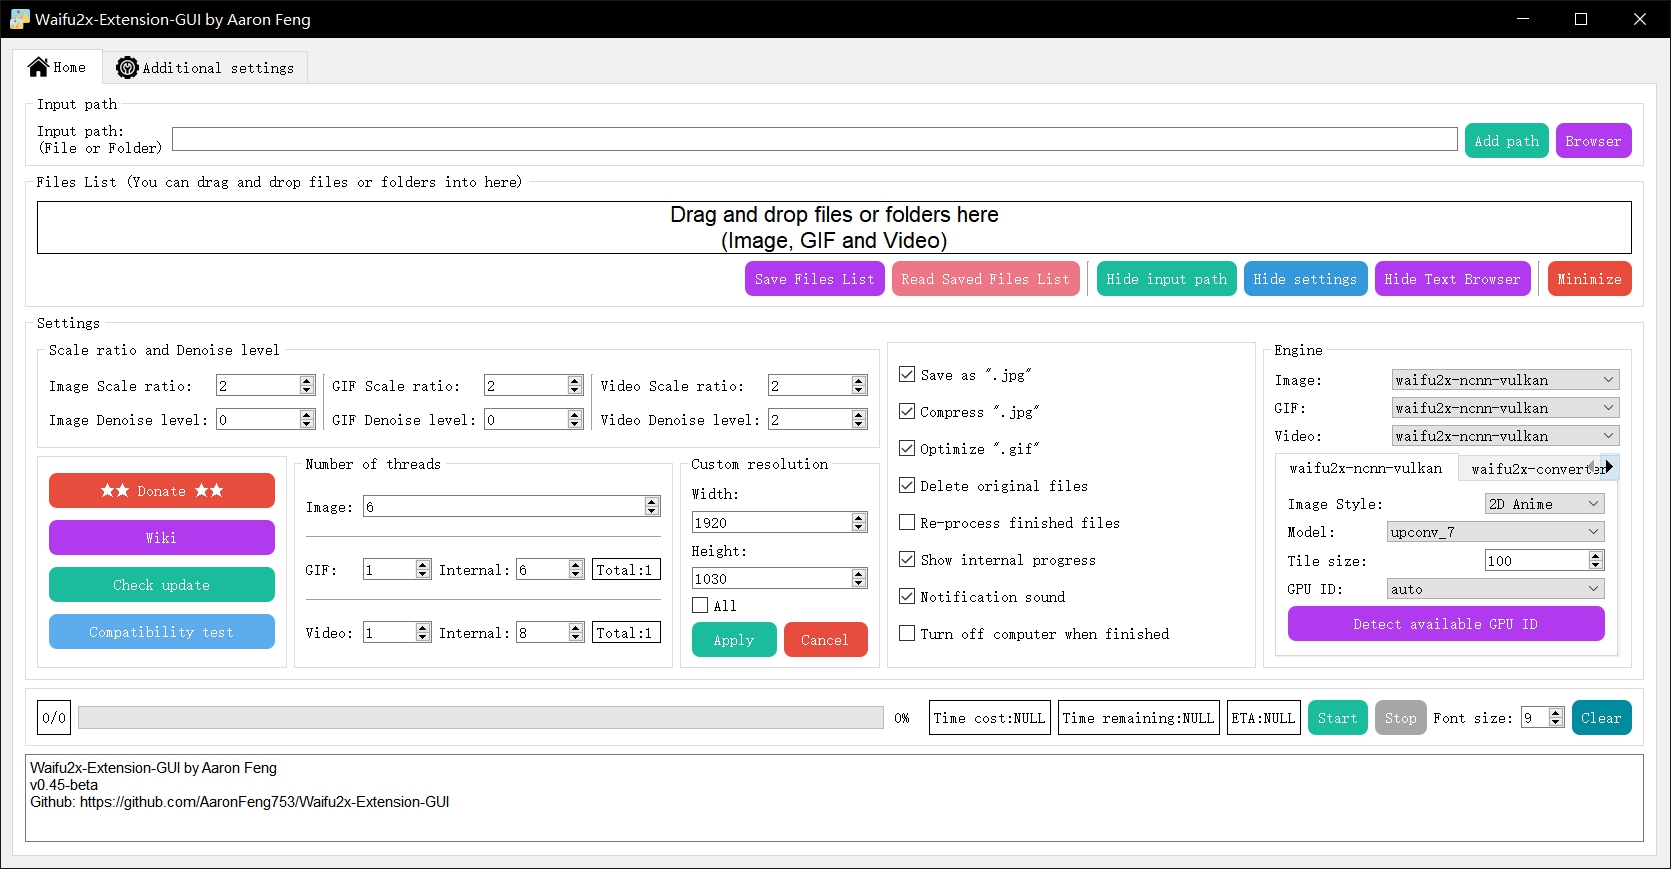 Waifu2x-Extension-GUI by Aaron Feng
Home
Additional settings
Input path
Input path:
(File or Folder)
Add path
Browser
Files List (You can drag and drop files or folders into here)
Drag and drop files or folders here
(Image, GIF and Video)
Save Files List
Read Saved Files List
Hide input path
Hide settings
Hide Text Browser
Minimize
Settings
Scale ratio and Denoise level
Image Scale ratio: 2
GIF Scale ratio: 2
Video Scale ratio: 2
Image Denoise level: 0
GIF Denoise level: 0
Video Denoise level: 2
★★ Donate ★★
Wiki
Check update
Compatibility test
Number of threads
Image: 6
GIF: 1 Internal: 6 Total:1
Video: 1 Internal: 8 Total:1
Custom resolution
Width:
1920
Height:
1030
All
Apply
Cancel
Save as ".jpg"
Compress ".jpg"
Optimize ".gif"
Delete original files
Re-process finished files
Show internal progress
Notification sound
Turn off computer when finished
Engine
Image: waifu2x-ncnn-vulkan
GIF: waifu2x-ncnn-vulkan
Video: waifu2x-ncnn-vulkan
waifu2x-ncnn-vulkan
waifu2x-converter
Image Style: 2D Anime
Model: upconv_7
Tile size: 100
GPU ID: auto
Detect available GPU ID
0/0
0%
Time cost:NULL
Time remaining:NULL
ETA:NULL
Start
Stop
Font size: 9
Clear
Waifu2x-Extension-GUI by Aaron Feng
v0.45-beta
Github: https://github.com/AaronFeng753/Waifu2x-Extension-GUI